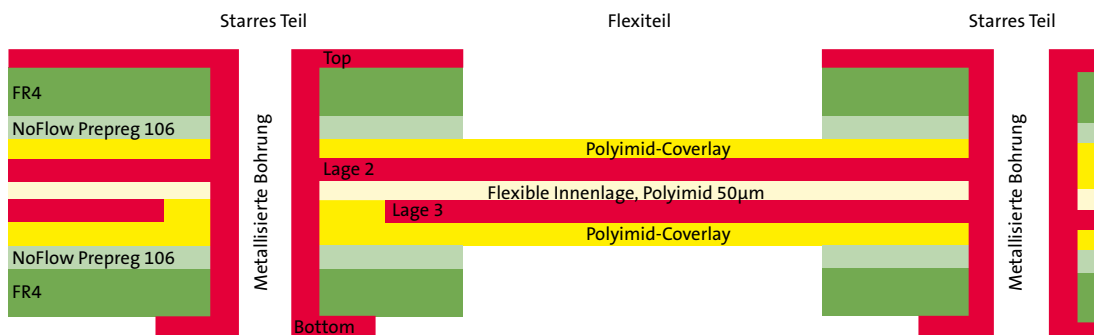 Starres Teil
Flexiteil
Starres Teil
Top
FR4
NoFlow Prepreg 106
Metallisierte Bohrung
Metallisierte Bohrung
Polyimid-Coverlay
Lage 2
Flexible Innenlage, Polyimid 50µm
Lage 3
Polyimid-Coverlay
NoFlow Prepreg 106
FR4
Bottom